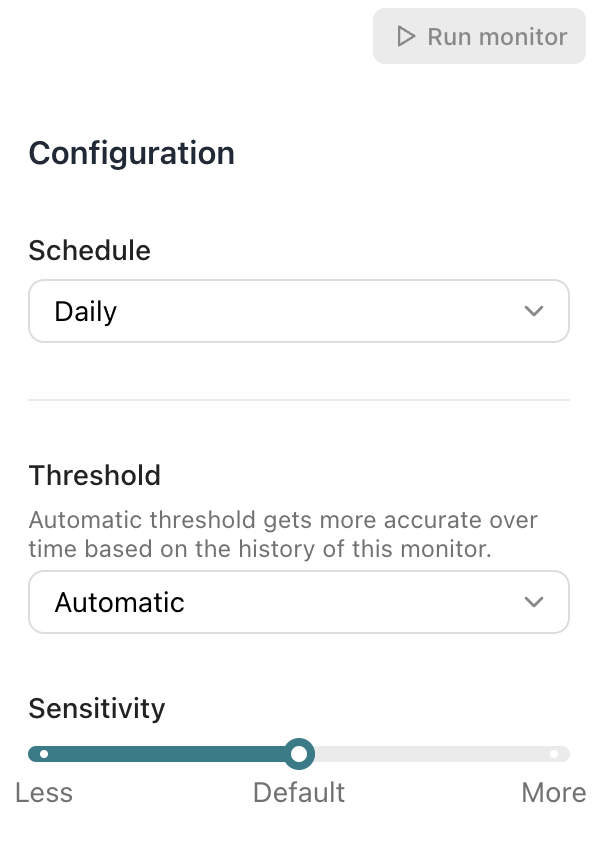 Run monitor
Configuration
Schedule
Daily
Threshold
Automatic threshold gets more accurate over
time based on the history of this monitor.
Automatic
Sensitivity
Less Default More